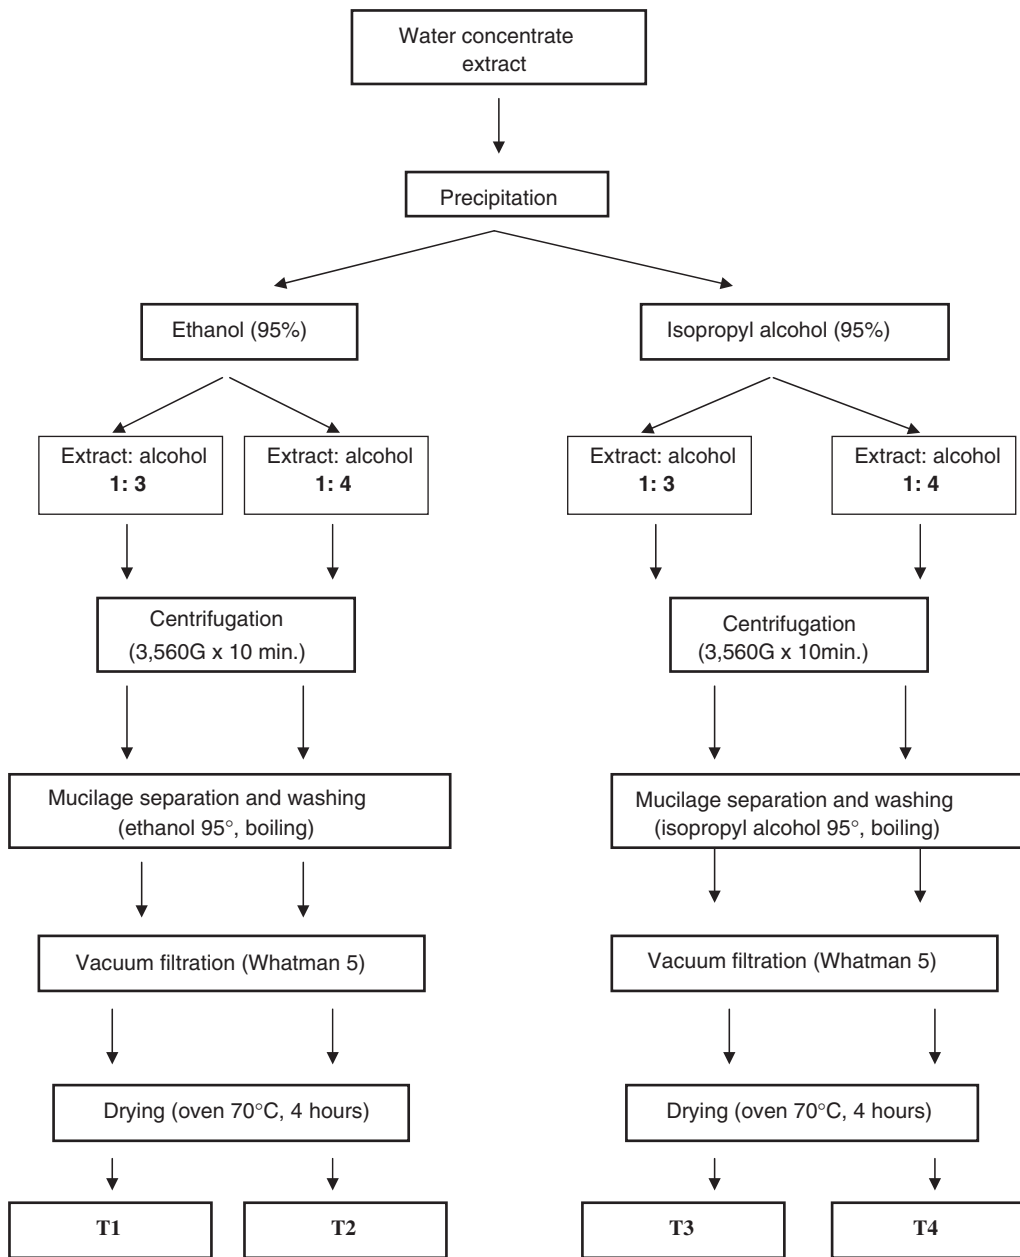 Water concentrate
extract
Precipitation
Ethanol (95%)
Isopropyl alcohol (95%)
Extract: alcohol
1: 3
Extract: alcohol
1: 4
Extract: alcohol
1: 3
Extract: alcohol
1: 4
Centrifugation
(3,560G x 10 min.)
Centrifugation
(3,560G x 10min.)
Mucilage separation and washing
(ethanol 95°, boiling)
Mucilage separation and washing
(isopropyl alcohol 95°, boiling)
Vacuum filtration (Whatman 5)
Vacuum filtration (Whatman 5)
Drying (oven 70°C, 4 hours)
Drying (oven 70°C, 4 hours)
T1
T2
T3
T4